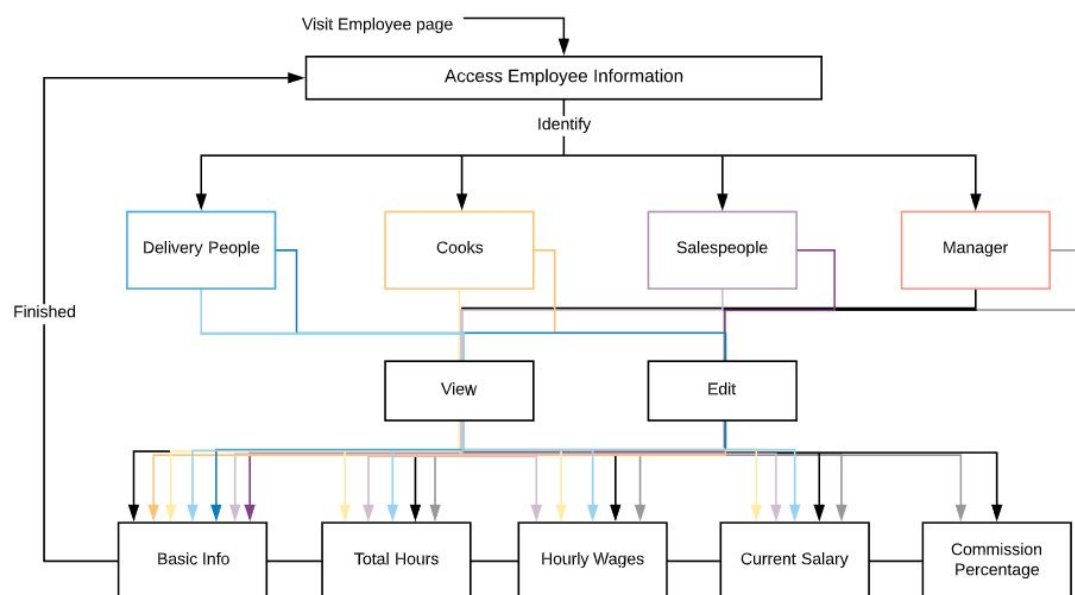 Visit Employee page
Access Employee Information
Identify
Delivery People
Cooks
Salespeople
Manager
Finished
View
Edit
Basic Info
Total Hours
Hourly Wages
Current Salary
Commission
Percentage